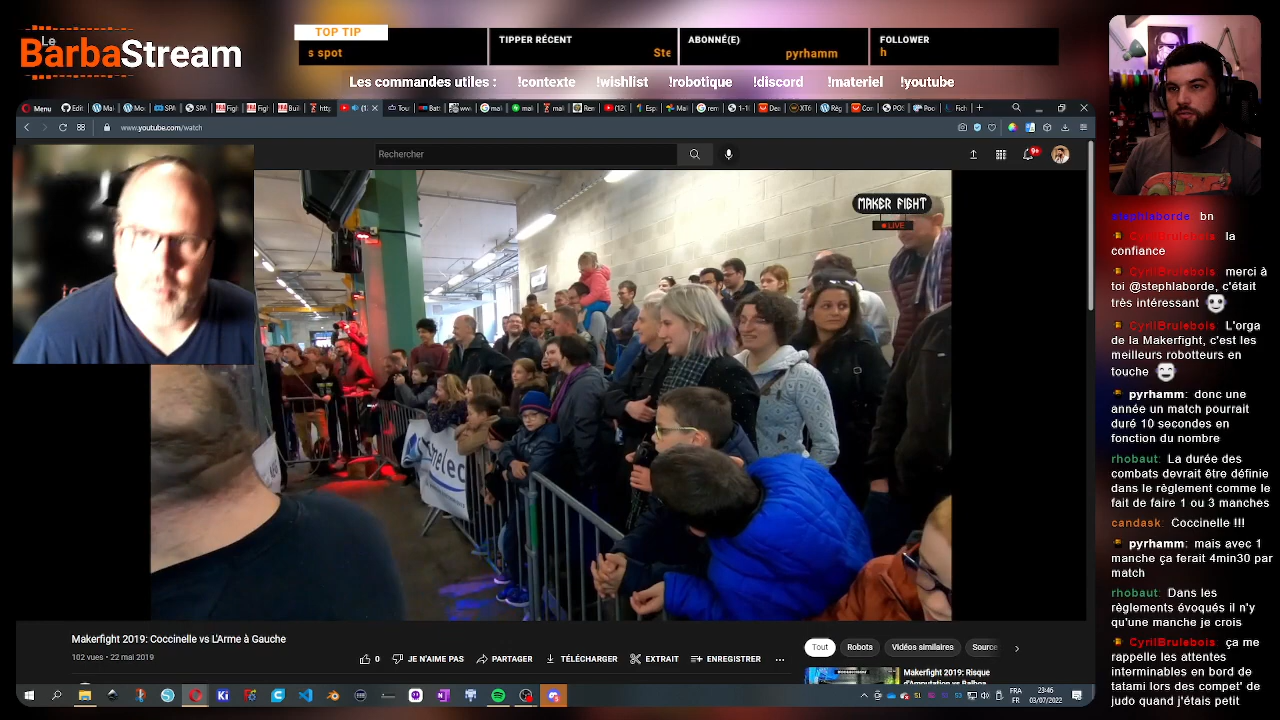 Le
BarbaStream
TOP TIP
s spot
TIPPER RÉCENT
Ste
ABONNÉ(E)
pyrhamm
FOLLOWER
h
Les commandes utiles : !contexte !wishlist !robotique !discord !materiel !youtube
Menu
www.youtube.com/watch
Rechercher
9+
MAKER FIGHT
LIVE
Makerfight 2019: Coccinelle vs L'Arme à Gauche
102 vues • 22 mai 2019
0
JE N'AIME PAS
PARTAGER
TÉLÉCHARGER
EXTRAIT
ENREGISTRER
Tout
Robots
Vidéos similaires
Source
Makerfight 2019: Risque
FRA
FR
23:46
03/07/2022
stephlaborde bn
CyrilBrulebois la
confiance
CyrilBrulebois merci à
toi @stephlaborde, c'était
très intéressant
CyrilBrulebois L'orga
de la Makerfight, c'est les
meilleurs robotteurs en
touche
pyrhamm: donc une
année un match pourrait
duré 10 secondes en
fonction du nombre
rhobaut: La durée des
combats devrait être définie
dans le règlement comme le
fait de faire 1 ou 3 manches
candask: Coccinelle !!!
pyrhamm: mais avec 1
manche ça ferait 4min30 par
match
rhobaut: Dans les
règlements évoqués il n'y
qu'une manche je crois
CyrilBrulebois ça me
rappelle les attentes
interminables en bord de
tatami lors des compet' de
judo quand j'étais petit